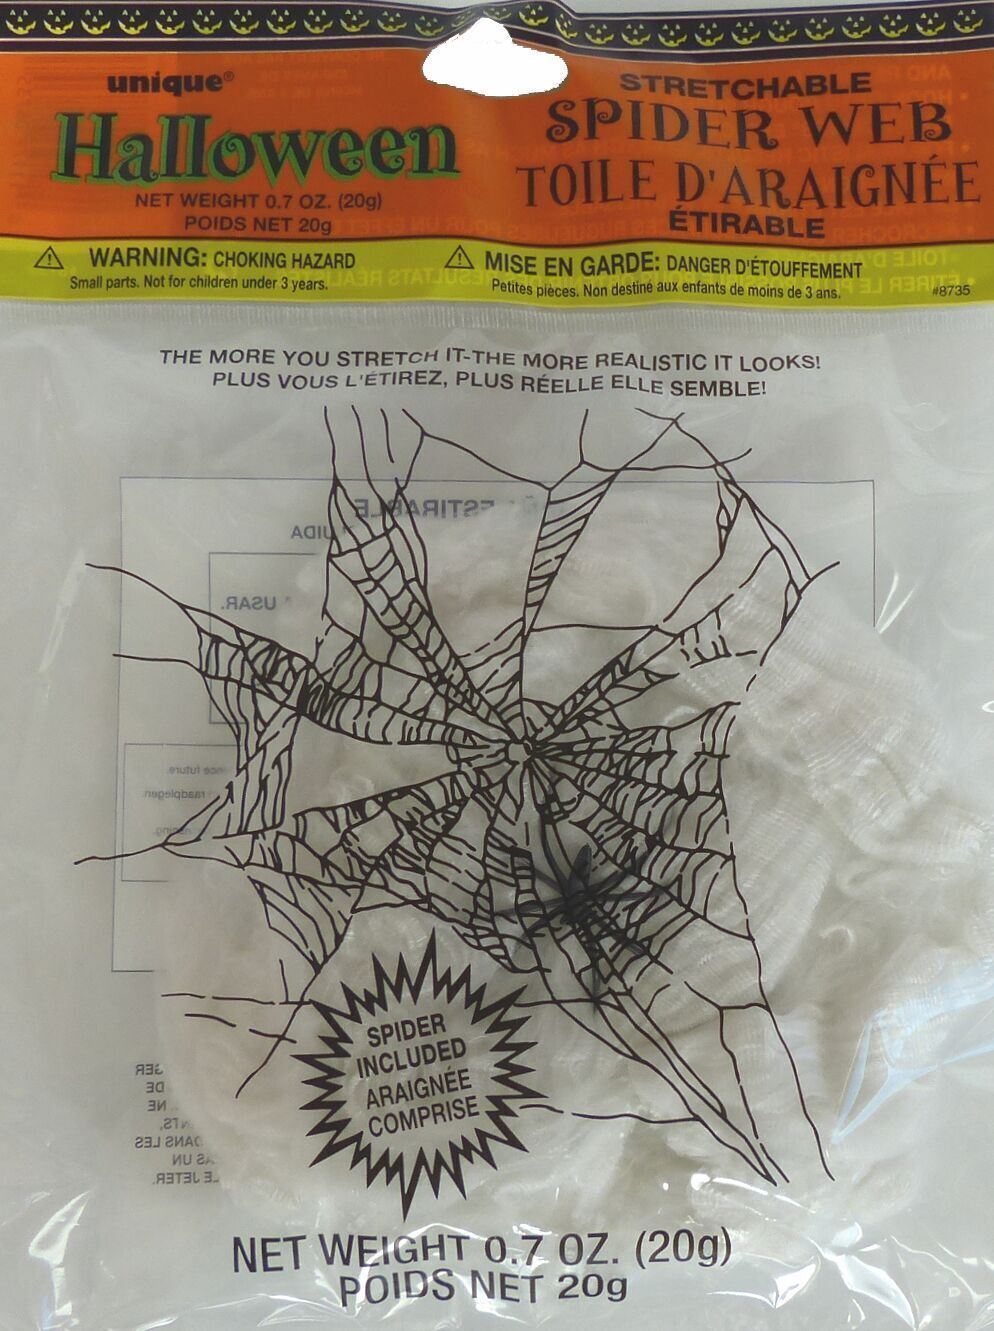 unique®
Halloween
NET WEIGHT 0.7 OZ. (20g)
POIDS NET 20g
STRETCHABLE
SPIDER WEB
TOILE D'ARAIGNÉE
ÉTIRABLE
WARNING: CHOKING HAZARD
Small parts. Not for children under 3 years.
MISE EN GARDE: DANGER D'ÉTOUFFEMENT
Petites pièces. Non destiné aux enfants de moins de 3 ans.
#8735
THE MORE YOU STRETCH IT-THE MORE REALISTIC IT LOOKS!
PLUS VOUS L'ÉTIREZ, PLUS RÉELLE ELLE SEMBLE!
ESTIRABLE
USAR.
SPIDER
INCLUDED
ARAIGNÉE
COMPRISE
NET WEIGHT 0.7 OZ. (20g)
POIDS NET 20g